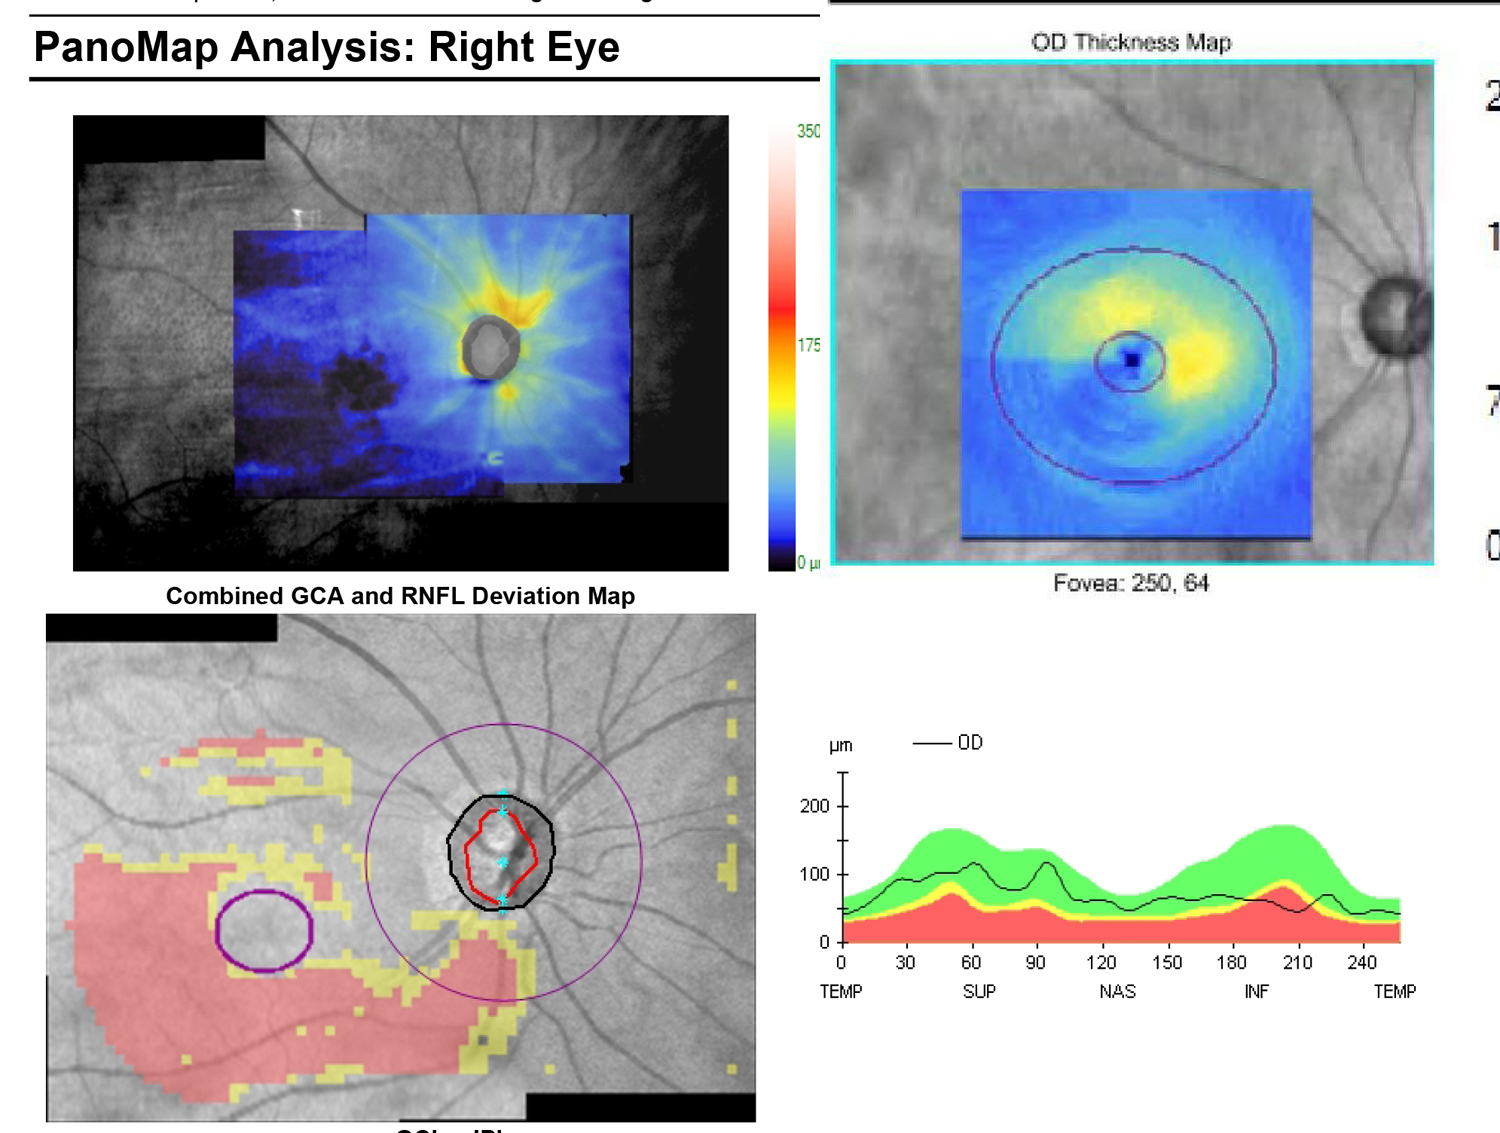 PanoMap Analysis: Right Eye
350
175
0 µ
Combined GCA and RNFL Deviation Map
OD Thickness Map
2
1
7
0
Fovea: 250, 64
µm
OD
200
100
0
0 30 60 90 120 150 180 210 240
TEMP SUP NAS INF TEMP